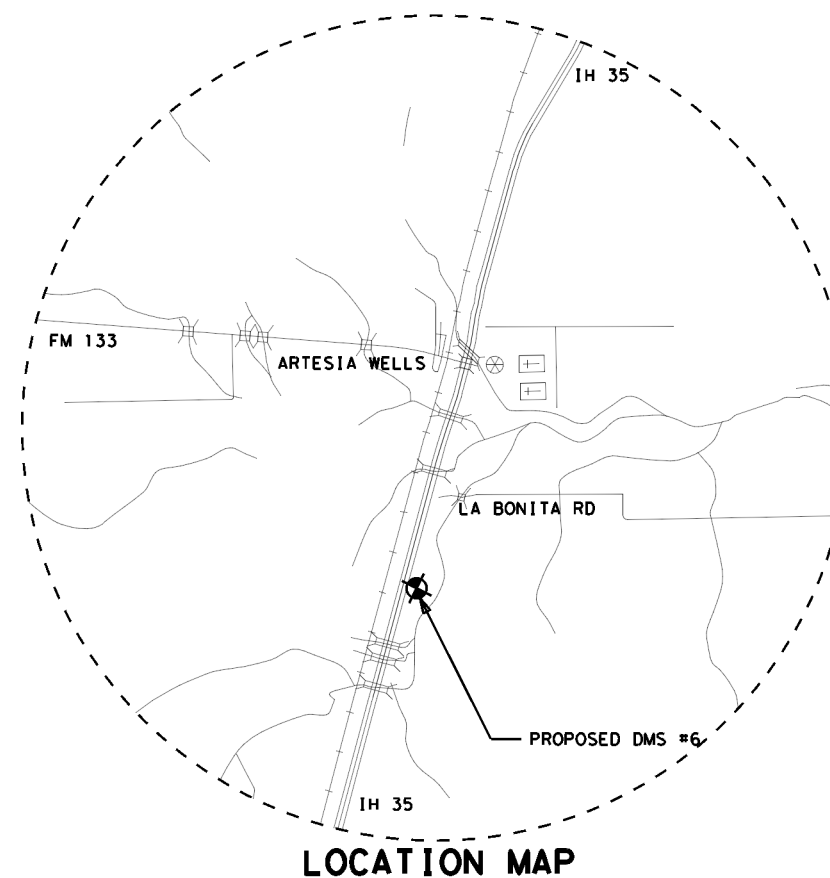 IH 35
FM 133
ARTESIA WELLS
LA BONITA RD
PROPOSED DMS #6
IH 35
LOCATION MAP